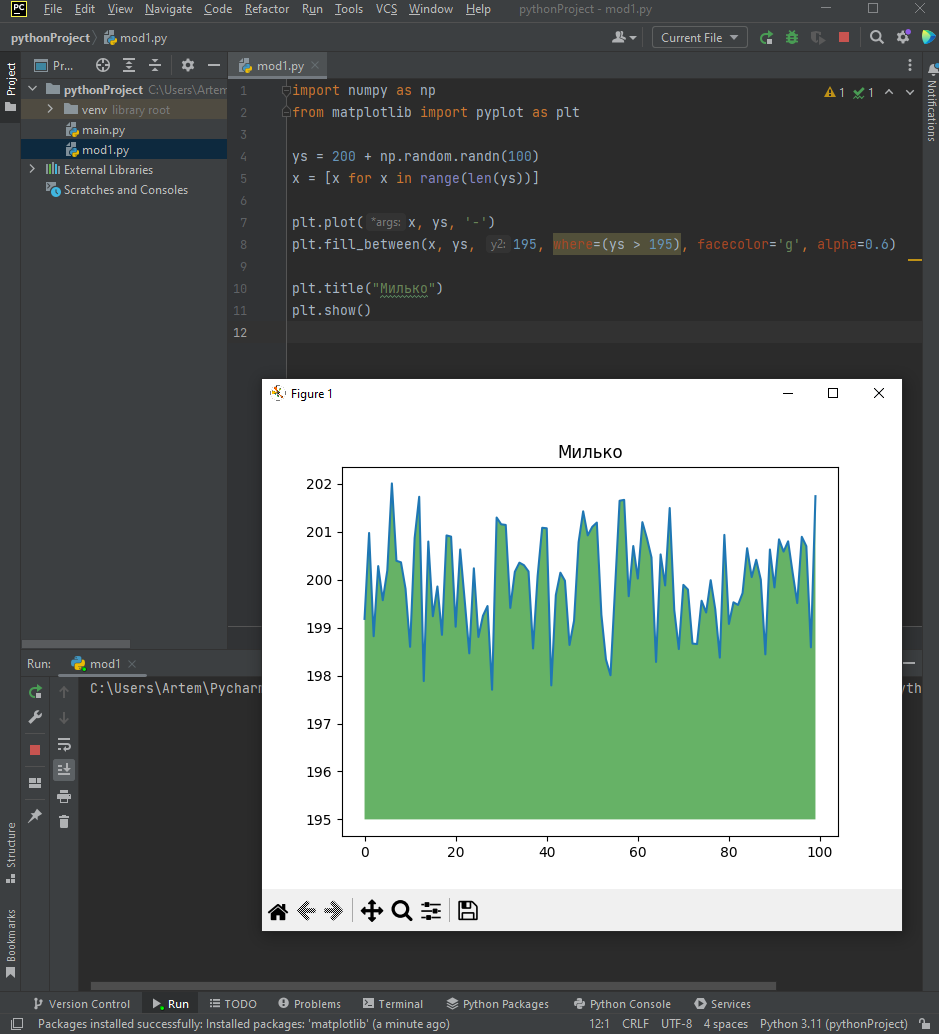 PC File Edit View Navigate Code Refactor Run Tools VCS Window Help pythonProject - mod1.py
pythonProject mod1.py Current File
Project
Pr...
mod1.py
pythonProject C:\Users\Artem
venv library root
main.py
mod1.py
External Libraries
Scratches and Consoles
1 import numpy as np
2 from matplotlib import pyplot as plt
3
4 ys = 200 + np.random.randn(100)
5 x = [x for x in range(len(ys))]
6
7 plt.plot( *args: x, ys, '-')
8 plt.fill_between(x, ys, y2: 195, where=(ys > 195), facecolor='g', alpha=0.6)
9
10 plt.title("Милько")
11 plt.show()
12
1 1
Notifications
Figure 1
Милько
202
201
200
199
198
197
196
195
0 20 40 60 80 100
Run: mod1
C:\Users\Artem\Pychar
Structure
Bookmarks
Version Control Run TODO Problems Terminal Python Packages Python Console Services
Packages installed successfully: Installed packages: 'matplotlib' (a minute ago) 12:1 CRLF UTF-8 4 spaces Python 3.11 (pythonProject)